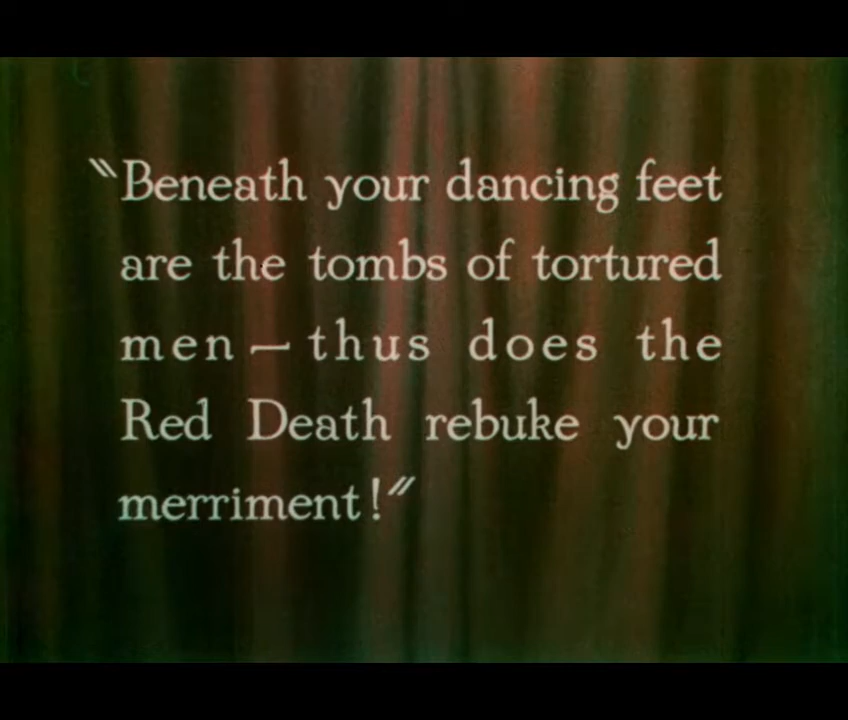 "Beneath your dancing feet
are the tombs of tortured
men — thus does the
Red Death rebuke your
merriment!"